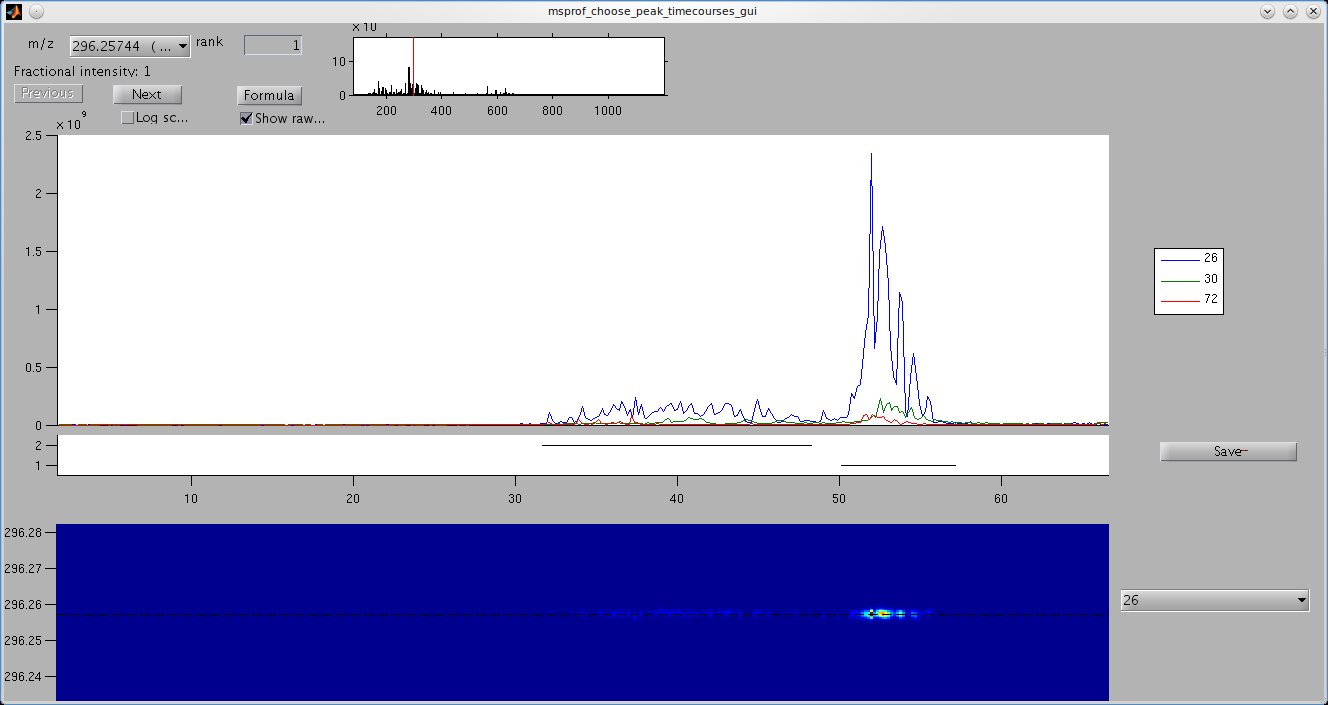 msprof_choose_peak_timecourses_gui
m/z 296.25744 (... rank 1
Fractional intensity: 1
Previous Next Formula
Log sc... Show raw...
× 10
10
0
200 400 600 800 1000
× 10^9
2.5
2
1.5
1
0.5
0
26
30
72
2
1
10 20 30 40 50 60
Save
296.28
296.27
296.26
296.25
296.24
26